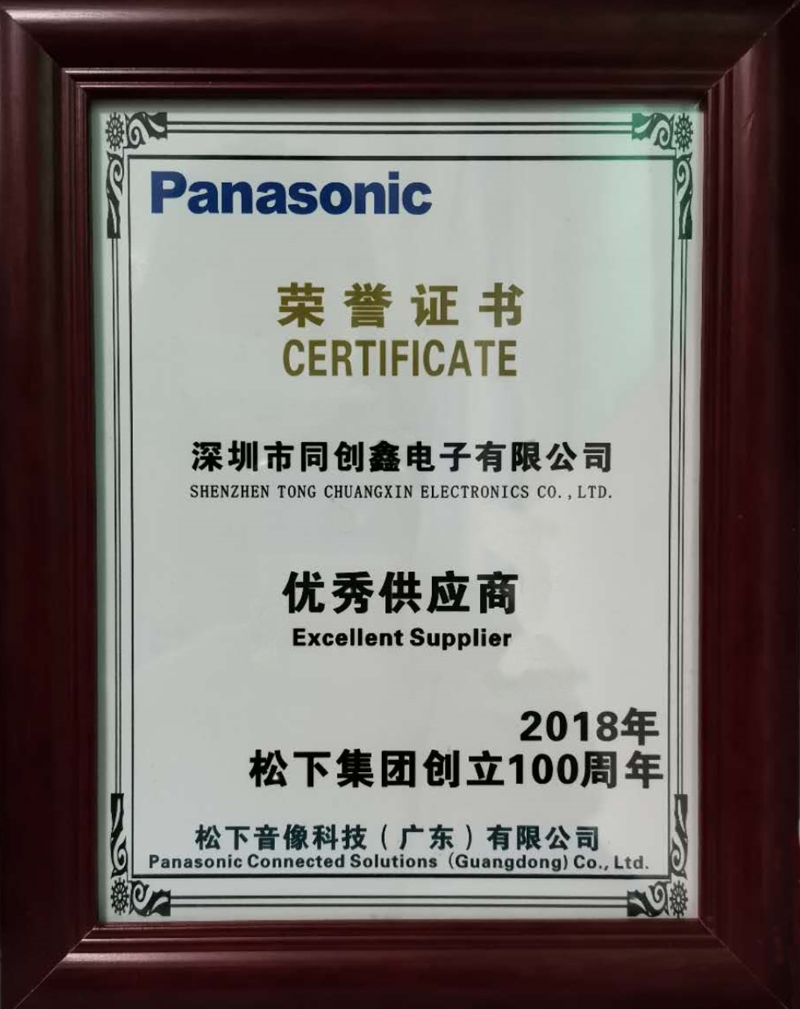 Panasonic
荣誉证书
CERTIFICATE
深圳市同创鑫电子有限公司
SHENZHEN TONG CHUANGXIN ELECTRONICS CO.,LTD.
优秀供应商
Excellent Supplier
2018年
松下集团创立100周年
松下音像科技（广东）有限公司
Panasonic Connected Solutions (Guangdong) Co., Ltd.